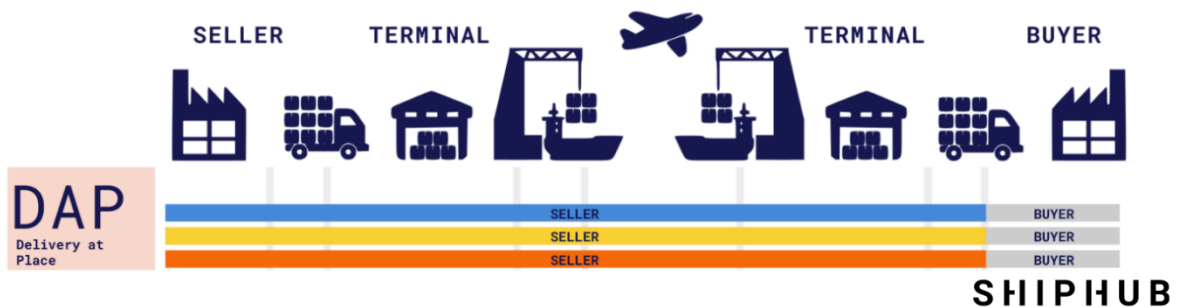 SELLER TERMINAL TERMINAL BUYER
DAP
Delivery at
Place
SELLER BUYER
SELLER BUYER
SELLER BUYER
SHIPHUB